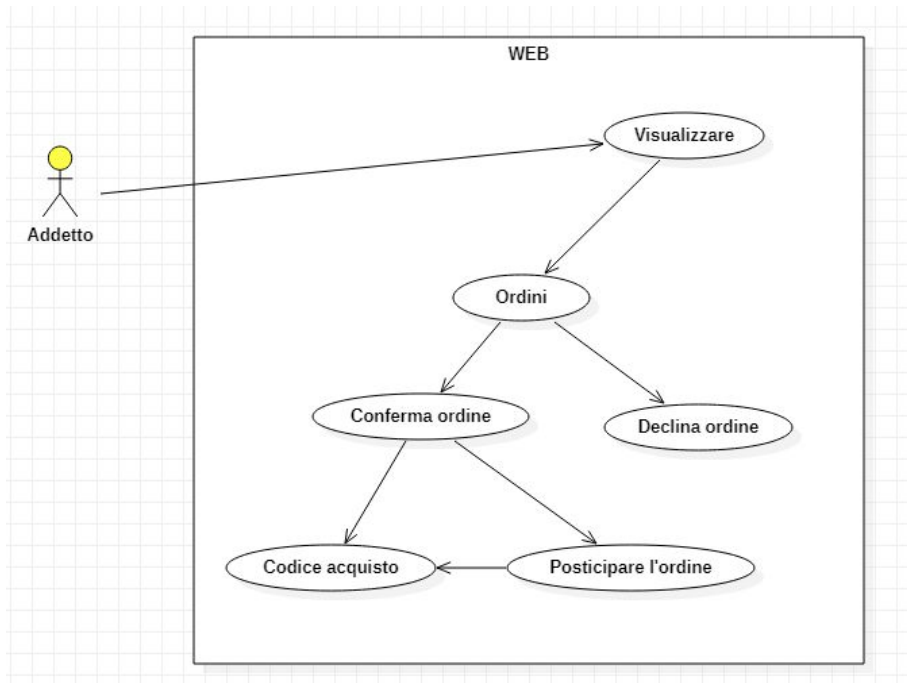 WEB
Visualizzare
Addetto
Ordini
Conferma ordine
Declina ordine
Codice acquisto
Posticipare l'ordine